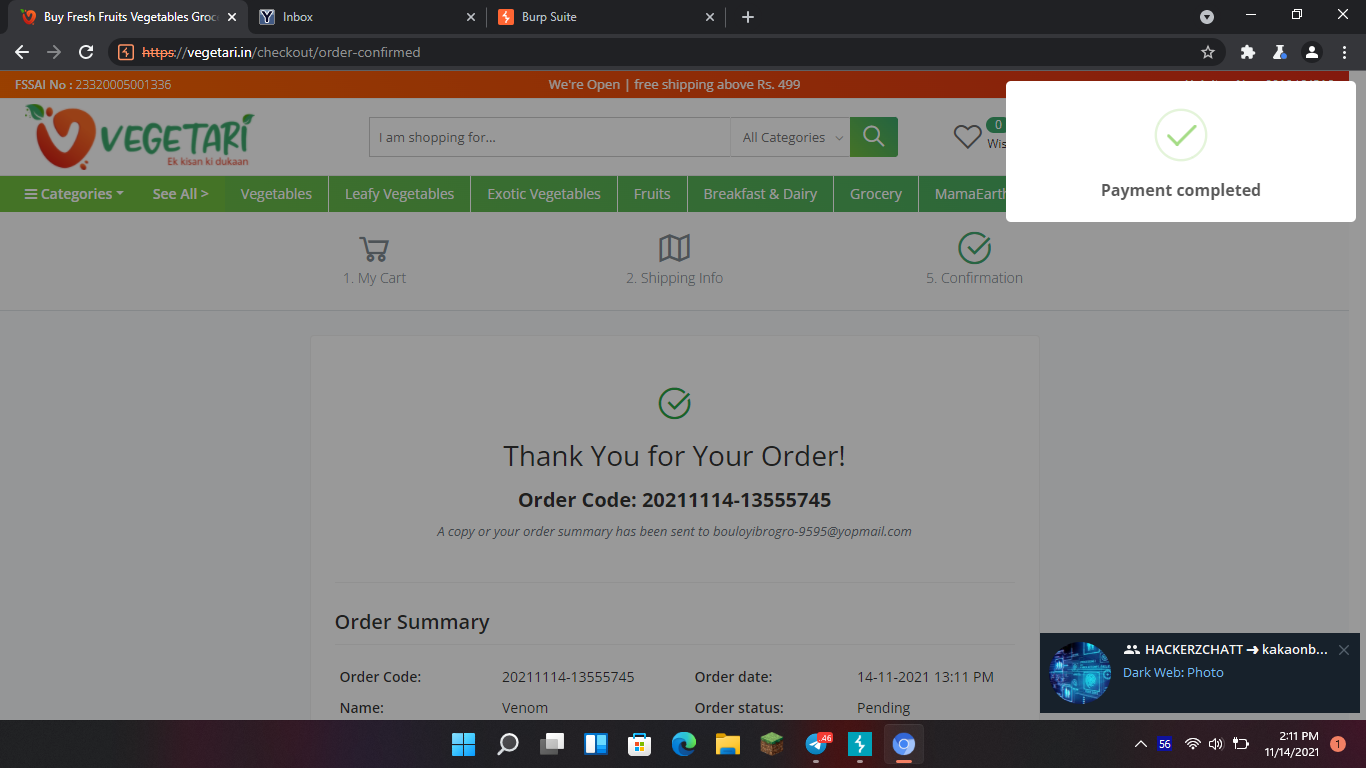 Buy Fresh Fruits Vegetables Groc
Inbox
Burp Suite
https://vegetari.in/checkout/order-confirmed
FSSAI No : 23320005001336
We're Open | free shipping above Rs. 499
VEGETARI
Ek kisan ki dukaan
I am shopping for...
All Categories
0
Wis
Categories
See All >
Vegetables
Leafy Vegetables
Exotic Vegetables
Fruits
Breakfast & Dairy
Grocery
MamaEarth
Payment completed
1. My Cart
2. Shipping Info
5. Confirmation
Thank You for Your Order!
Order Code: 20211114-13555745
A copy or your order summary has been sent to bouloyibrogro-9595@yopmail.com
Order Summary
Order Code: 20211114-13555745 Order date: 14-11-2021 13:11 PM
Name: Venom Order status: Pending
HACKERZCHATT ➜ kakaonb...
Dark Web: Photo
46
56
2:11 PM
11/14/2021
1